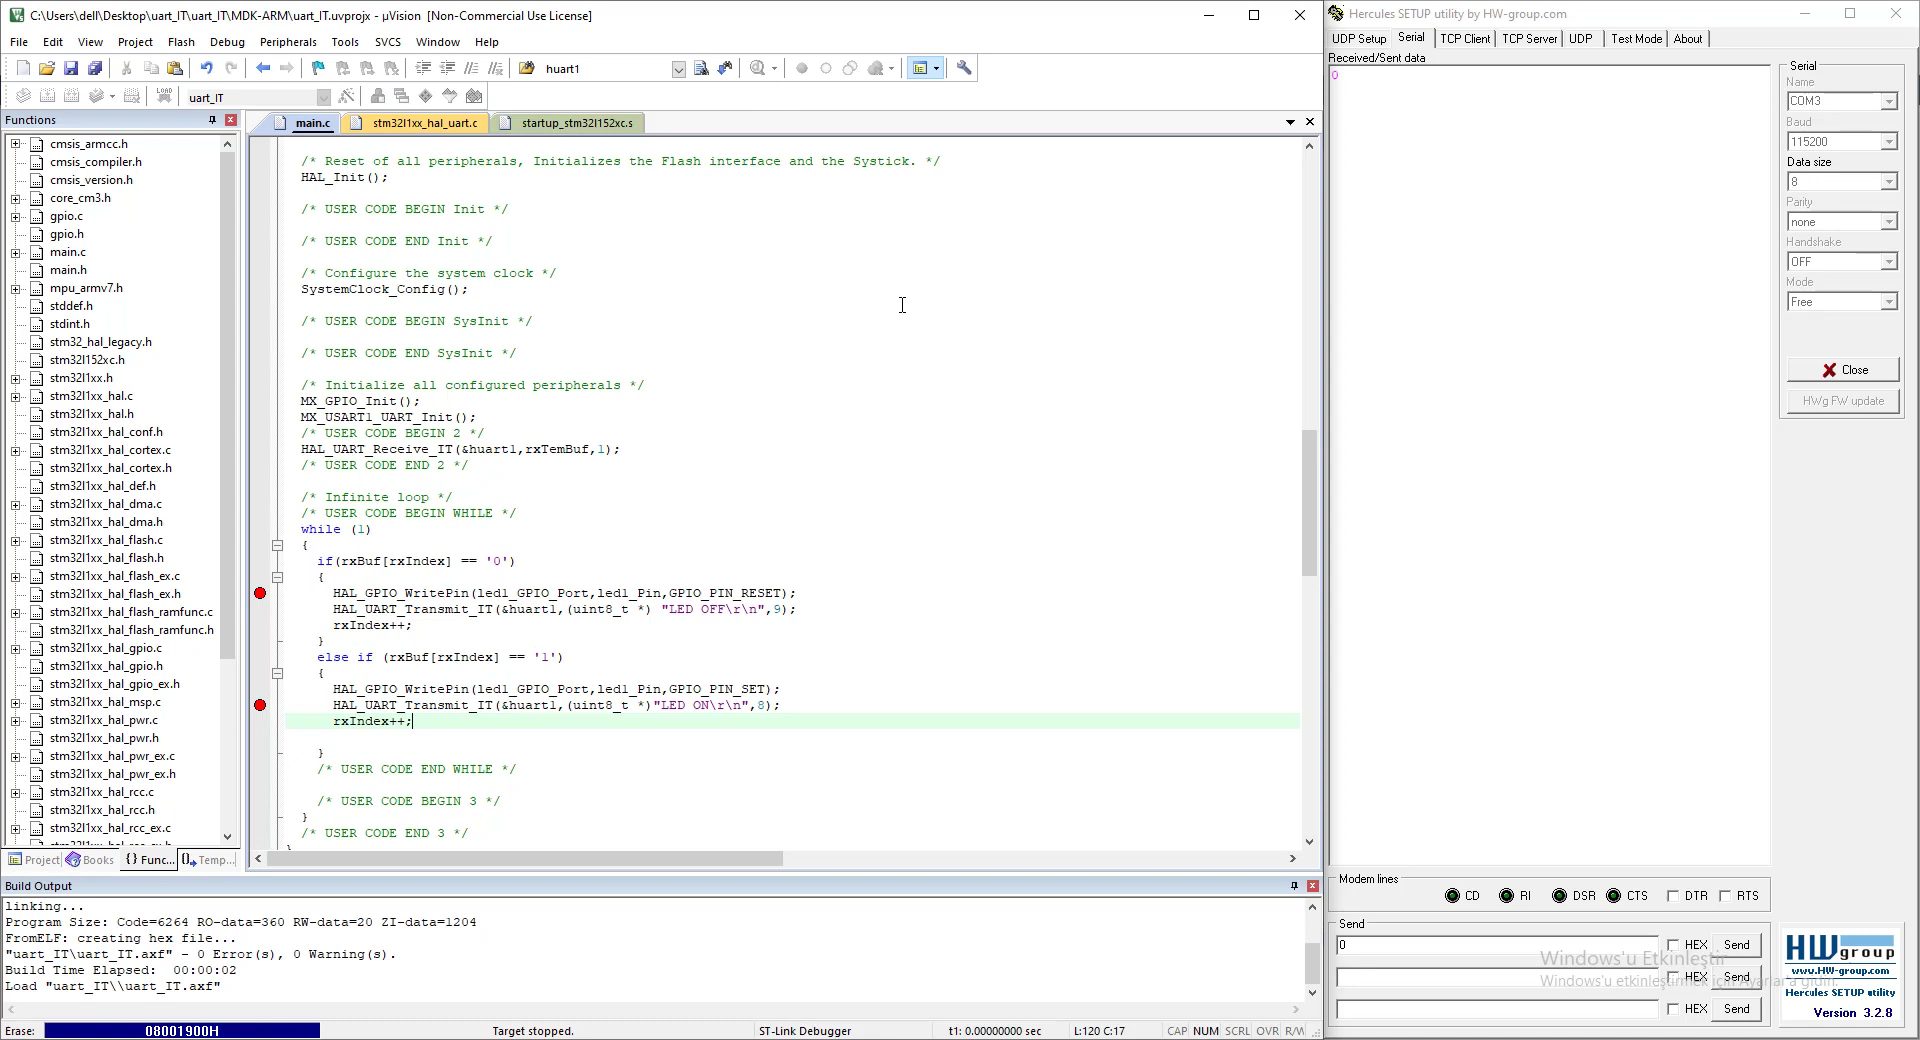 C:\Users\dell\Desktop\uart_IT\uart_IT\MDK-ARM\uart_IT.uvprojx - µVision [Non-Commercial Use License]
File Edit View Project Flash Debug Peripherals Tools SVCS Window Help
huart1
LOAD
uart_IT
Functions
cmsis_armcc.h
cmsis_compiler.h
cmsis_version.h
core_cm3.h
gpio.c
gpio.h
main.c
main.h
mpu_armv7.h
stddef.h
stdint.h
stm32_hal_legacy.h
stm32l152xc.h
stm32l1xx.h
stm32l1xx_hal.c
stm32l1xx_hal.h
stm32l1xx_hal_conf.h
stm32l1xx_hal_cortex.c
stm32l1xx_hal_cortex.h
stm32l1xx_hal_def.h
stm32l1xx_hal_dma.c
stm32l1xx_hal_dma.h
stm32l1xx_hal_flash.c
stm32l1xx_hal_flash.h
stm32l1xx_hal_flash_ex.c
stm32l1xx_hal_flash_ex.h
stm32l1xx_hal_flash_ramfunc.c
stm32l1xx_hal_flash_ramfunc.h
stm32l1xx_hal_gpio.c
stm32l1xx_hal_gpio.h
stm32l1xx_hal_gpio_ex.h
stm32l1xx_hal_msp.c
stm32l1xx_hal_pwr.c
stm32l1xx_hal_pwr.h
stm32l1xx_hal_pwr_ex.c
stm32l1xx_hal_pwr_ex.h
stm32l1xx_hal_rcc.c
stm32l1xx_hal_rcc.h
stm32l1xx_hal_rcc_ex.c
Project Books {} Func... Temp...
main.c stm32l1xx_hal_uart.c startup_stm32l152xc.s
/* Reset of all peripherals, Initializes the Flash interface and the Systick. */
HAL_Init();
/* USER CODE BEGIN Init */
/* USER CODE END Init */
/* Configure the system clock */
SystemClock_Config();
/* USER CODE BEGIN SysInit */
/* USER CODE END SysInit */
/* Initialize all configured peripherals */
MX_GPIO_Init();
MX_USART1_UART_Init();
/* USER CODE BEGIN 2 */
HAL_UART_Receive_IT(&huart1,rxTemBuf,1);
/* USER CODE END 2 */
/* Infinite loop */
/* USER CODE BEGIN WHILE */
while (1)
{
if(rxBuf[rxIndex] == '0')
{
HAL_GPIO_WritePin(led1_GPIO_Port,led1_Pin,GPIO_PIN_RESET);
HAL_UART_Transmit_IT(&huart1,(uint8_t *) "LED OFF\r\n",9);
rxIndex++;
}
else if (rxBuf[rxIndex] == '1')
{
HAL_GPIO_WritePin(led1_GPIO_Port,led1_Pin,GPIO_PIN_SET);
HAL_UART_Transmit_IT(&huart1,(uint8_t *)"LED ON\r\n",8);
rxIndex++;
}
/* USER CODE END WHILE */
/* USER CODE BEGIN 3 */
}
/* USER CODE END 3 */
Build Output
linking...
Program Size: Code=6264 RO-data=360 RW-data=20 ZI-data=1204
FromELF: creating hex file...
"uart_IT\uart_IT.axf" - 0 Error(s), 0 Warning(s).
Build Time Elapsed: 00:00:02
Load "uart_IT\\uart_IT.axf"
Erase: 08001900H Target stopped. ST-Link Debugger t1: 0.00000000 sec L:120 C:17 CAP NUM SCRL OVR R/W
Hercules SETUP utility by HW-group.com
UDP Setup Serial TCP Client TCP Server UDP Test Mode About
Received/Sent data
0
Serial
Name
COM3
Baud
115200
Data size
8
Parity
none
Handshake
OFF
Mode
Free
Close
HWg FW update
Modem lines
CD RI DSR CTS DTR RTS
Send
0 HEX Send
HEX Send
HEX Send
Windows'u Etkinleştir
Windows'u etkinleştirmek için Ayarlar'a gidin.
HWgroup
www.HW-group.com
Hercules SETUP utility
Version 3.2.8